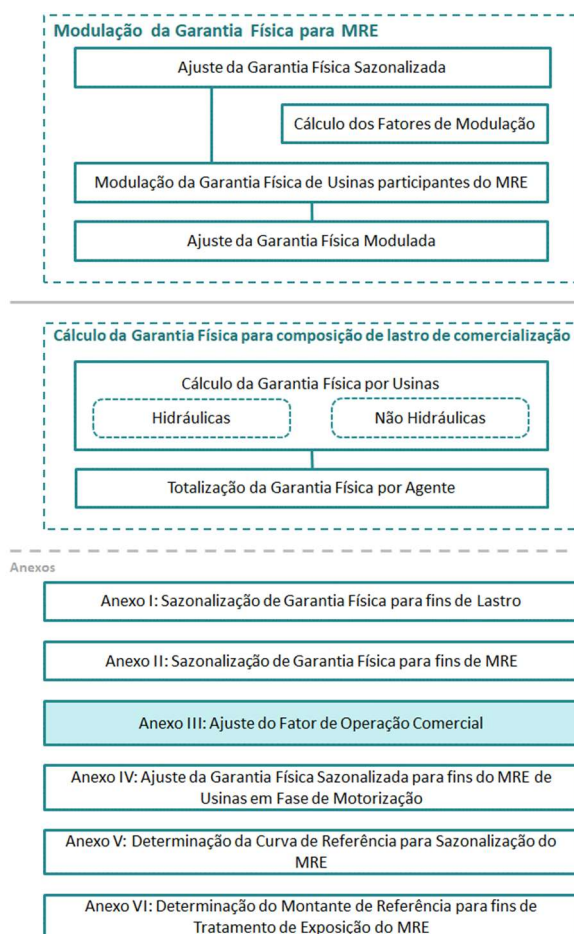 Modulação da Garantia Física para MRE
Ajuste da Garantia Física Sazonalizada
Cálculo dos Fatores de Modulação
Modulação da Garantia Física de Usinas participantes do MRE
Ajuste da Garantia Física Modulada
Cálculo da Garantia Física para composição de lastro de comercialização
Cálculo da Garantia Física por Usinas
Hidráulicas
Não Hidráulicas
Totalização da Garantia Física por Agente
Anexos
Anexo I: Sazonalização de Garantia Física para fins de Lastro
Anexo II: Sazonalização de Garantia Física para fins de MRE
Anexo III: Ajuste do Fator de Operação Comercial
Anexo IV: Ajuste da Garantia Física Sazonalizada para fins do MRE de
Usinas em Fase de Motorização
Anexo V: Determinação da Curva de Referência para Sazonalização do
MRE
Anexo VI: Determinação do Montante de Referência para fins de
Tratamento de Exposição do MRE